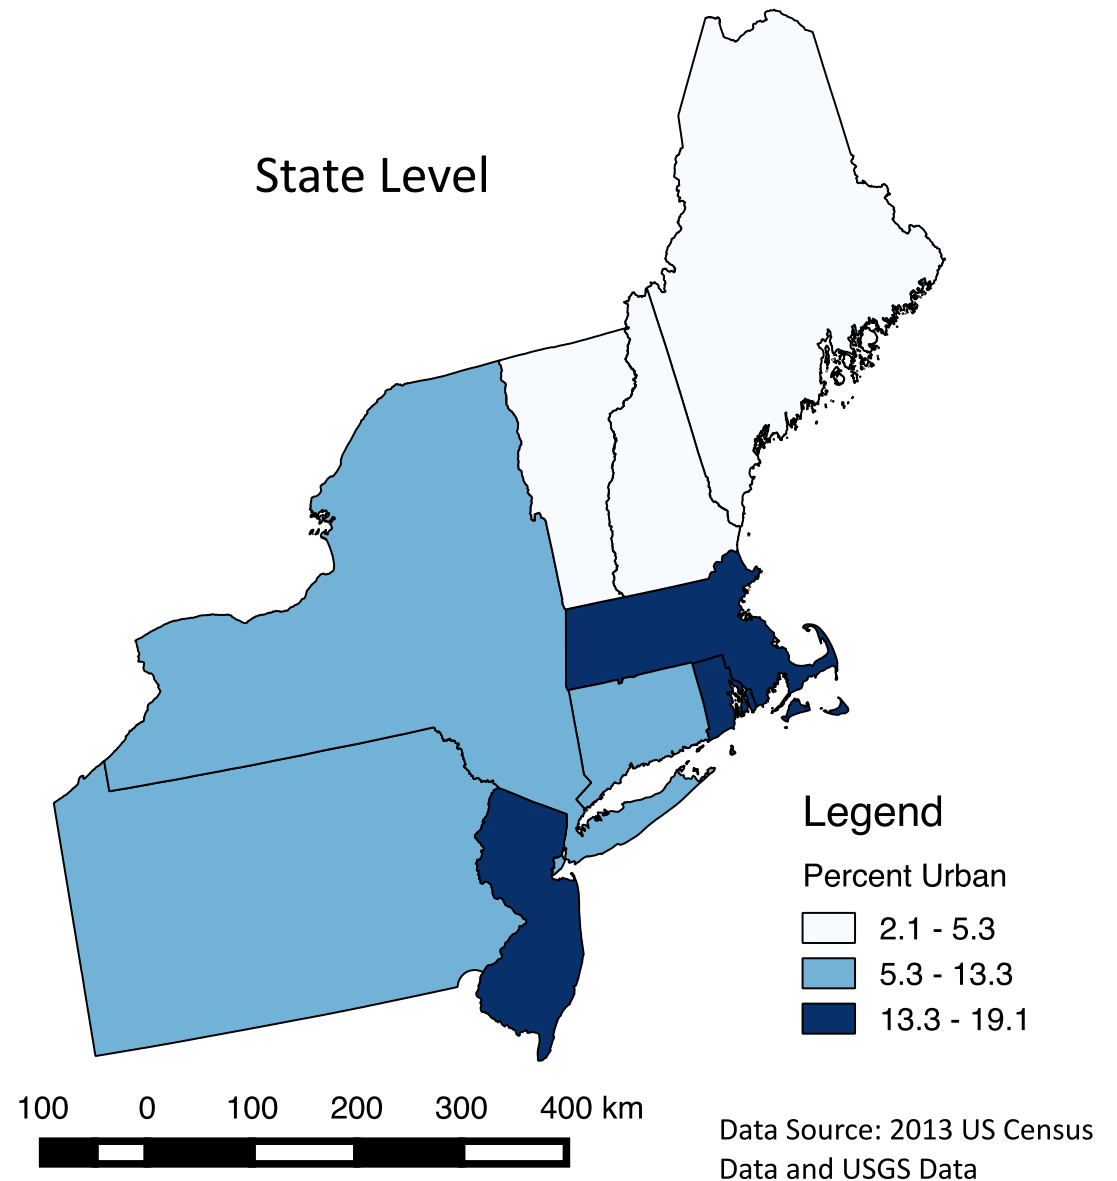 State Level
Legend
Percent Urban
2.1 - 5.3
5.3 - 13.3
13.3 - 19.1
100 0 100 200 300 400 km
Data Source: 2013 US Census
Data and USGS Data